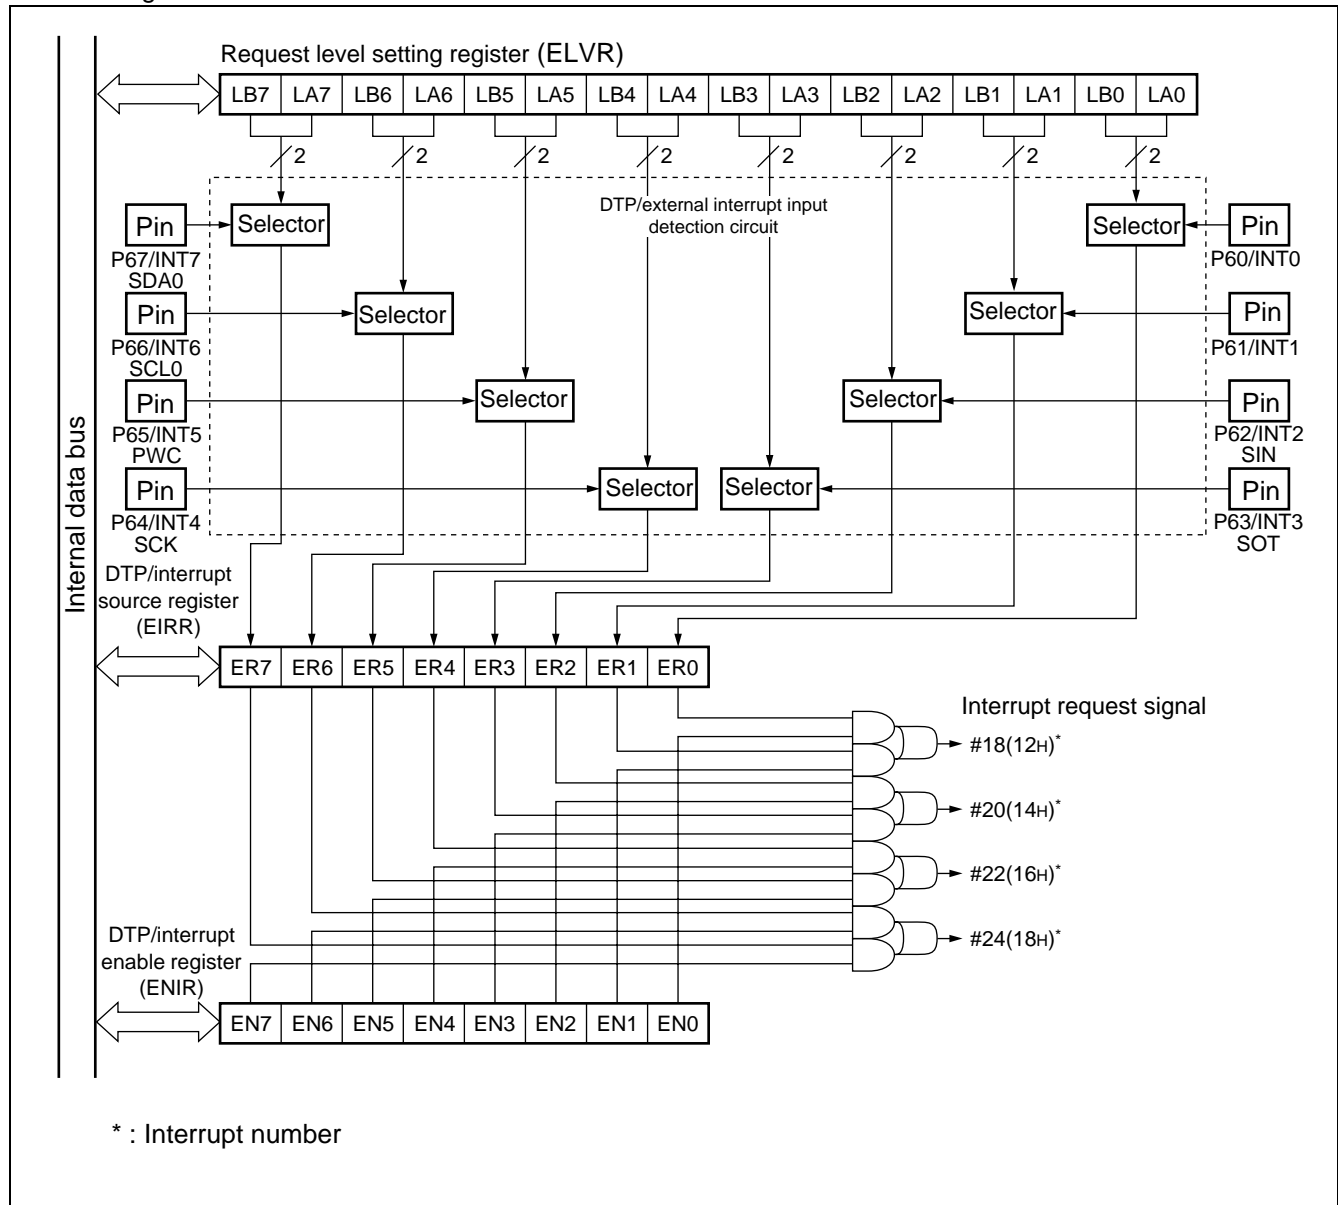 Request level setting register (ELVR)
LB7 LA7 LB6 LA6 LB5 LA5 LB4 LA4 LB3 LA3 LB2 LA2 LB1 LA1 LB0 LA0
2 2 2 2 2 2 2 2
DTP/external interrupt input
detection circuit
Pin Selector Selector Pin
P67/INT7 P60/INT0
SDA0
Pin Selector Selector Pin
P66/INT6 P61/INT1
SCL0
Pin Selector Selector Pin
P65/INT5 P62/INT2
PWC SIN
Pin Selector Selector Pin
P64/INT4 P63/INT3
SCK SOT
Internal data bus
DTP/interrupt
source register
(EIRR)
ER7 ER6 ER5 ER4 ER3 ER2 ER1 ER0
Interrupt request signal
#18(12H)*
#20(14H)*
#22(16H)*
#24(18H)*
DTP/interrupt
enable register
(ENIR)
EN7 EN6 EN5 EN4 EN3 EN2 EN1 EN0
* : Interrupt number